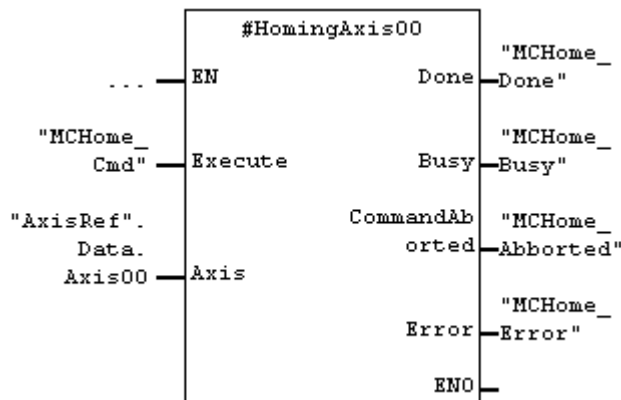 #HomingAxis00
"MCHome_
... EN Done Done"
"MCHome_ "MCHome_
Cmd" Execute Busy Busy"
"AxisRef". CommandAb "MCHome_
Data. orted Abborted"
Axis00 Axis
"MCHome_
Error Error"
ENO